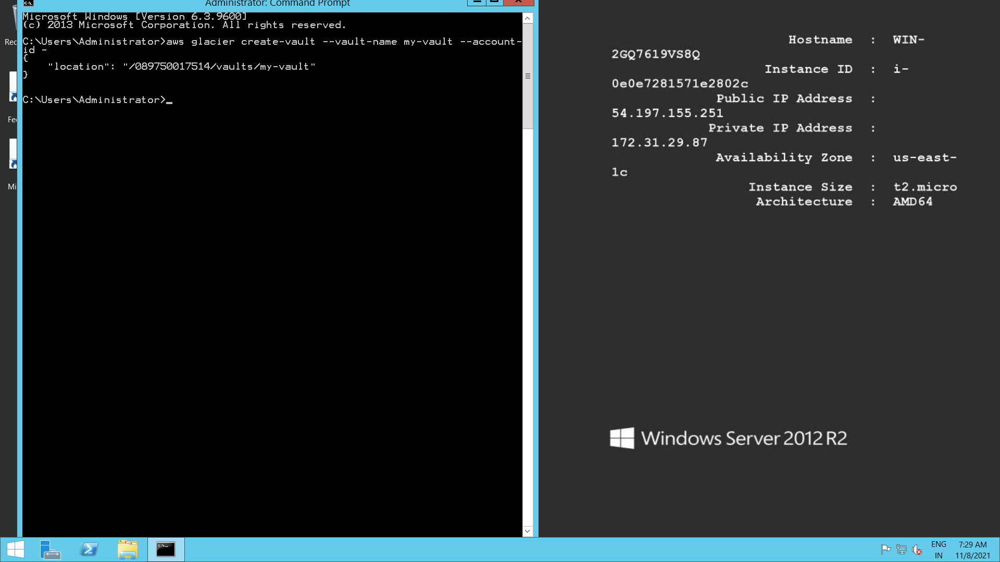 Administrator: Command Prompt
Microsoft Windows [Version 6.3.9600]
(c) 2013 Microsoft Corporation. All rights reserved.
C:\Users\Administrator>aws glacier create-vault --vault-name my-vault --account-
id -
{
    "location": "/089750017514/vaults/my-vault"
}
C:\Users\Administrator>
Hostname : WIN-
2GQ7619VS8Q
Instance ID : i-
0e0e7281571e2802c
Public IP Address :
54.197.155.251
Private IP Address :
172.31.29.87
Availability Zone : us-east-
1c
Instance Size : t2.micro
Architecture : AMD64
Windows Server 2012 R2
ENG
IN
7:29 AM
11/8/2021